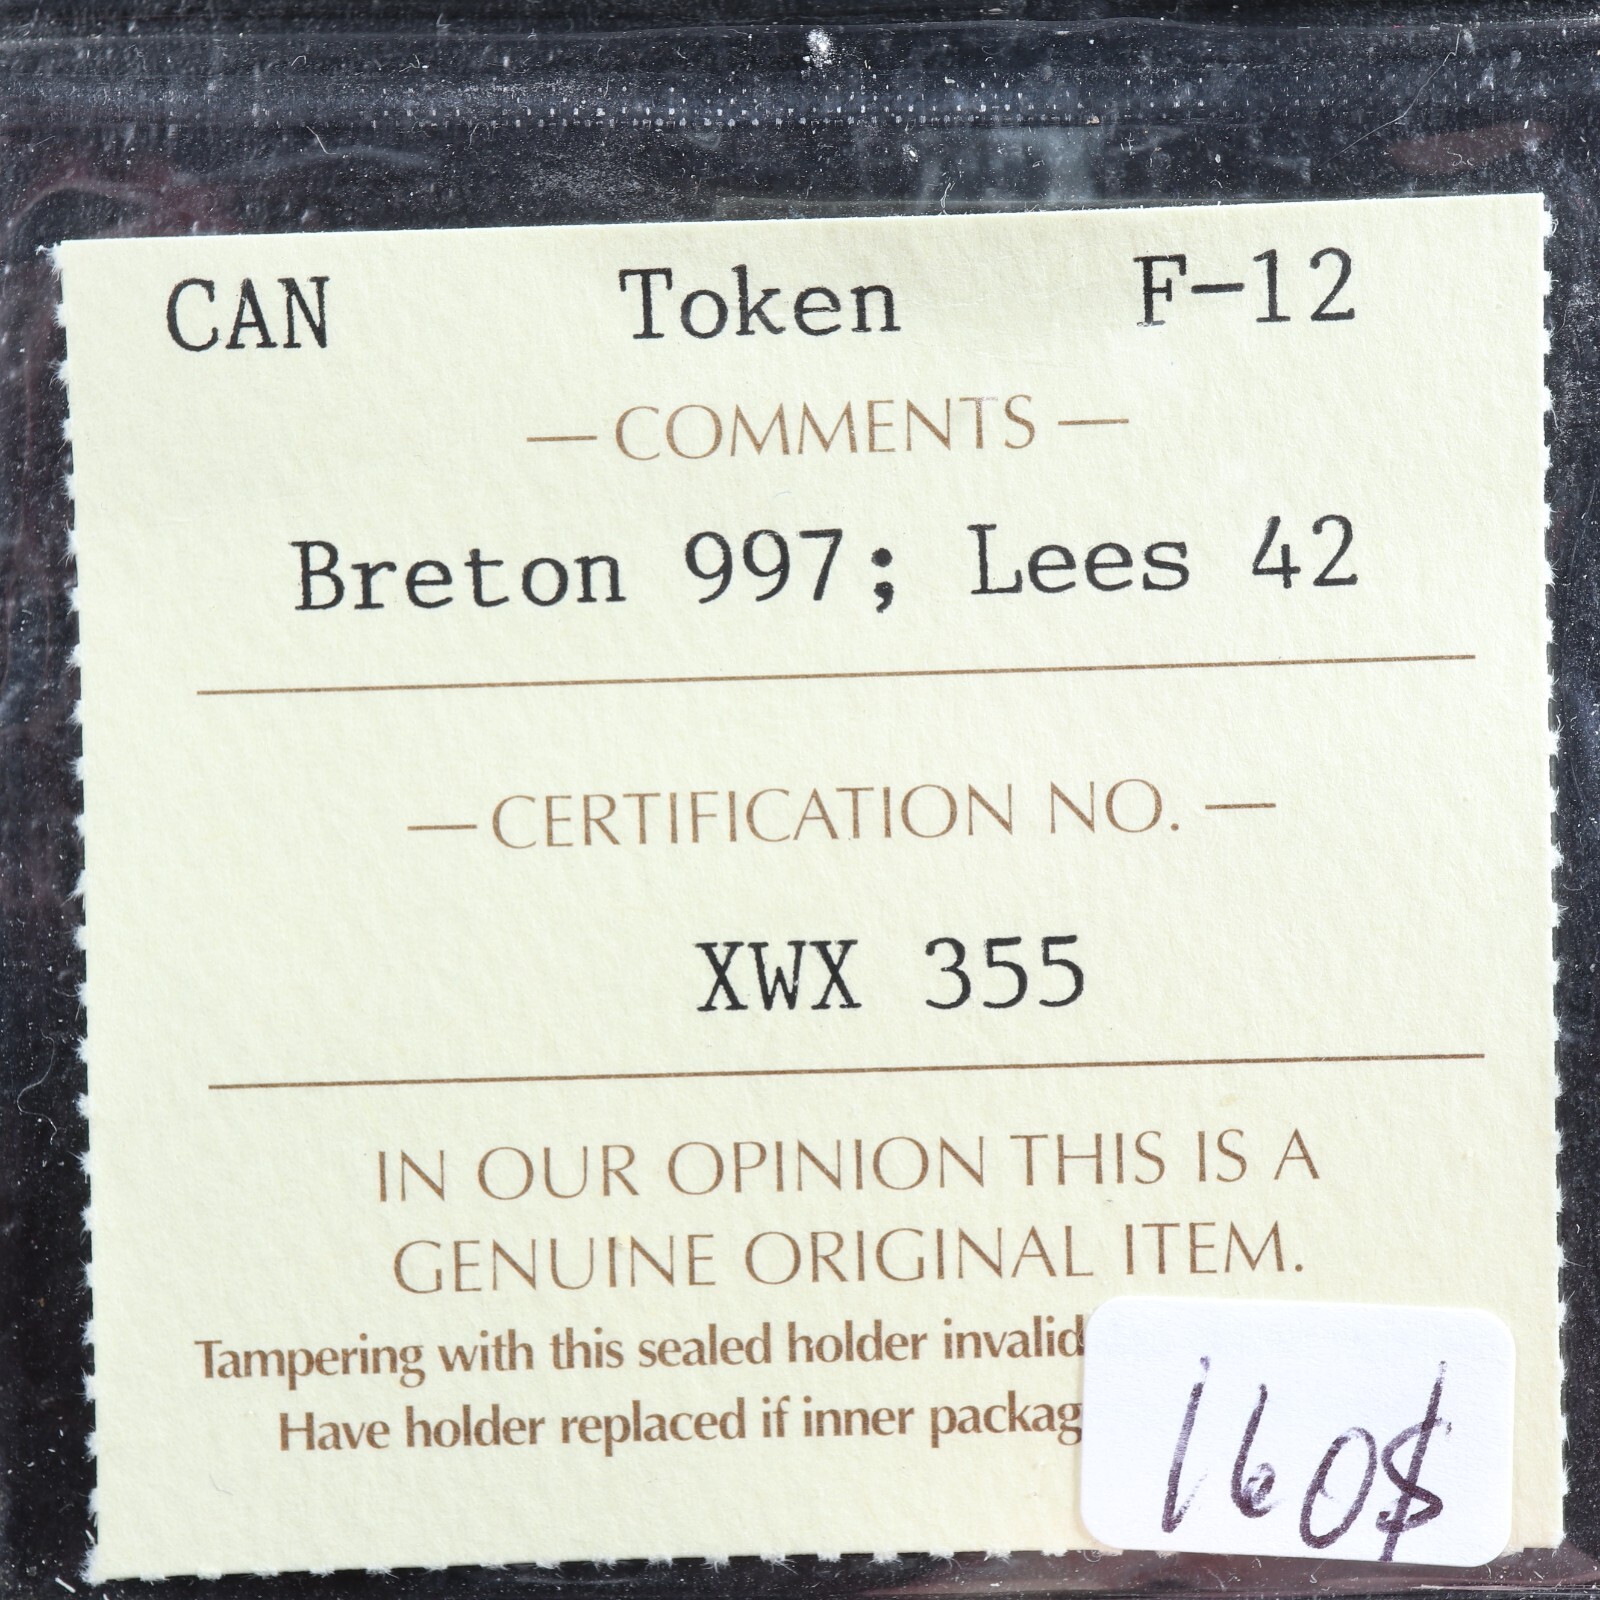 CAN Token F-12
— COMMENTS —
Breton 997; Lees 42
— CERTIFICATION NO. —
XWX 355
IN OUR OPINION THIS IS A
GENUINE ORIGINAL ITEM.
Tampering with this sealed holder invalid
Have holder replaced if inner packag
160$